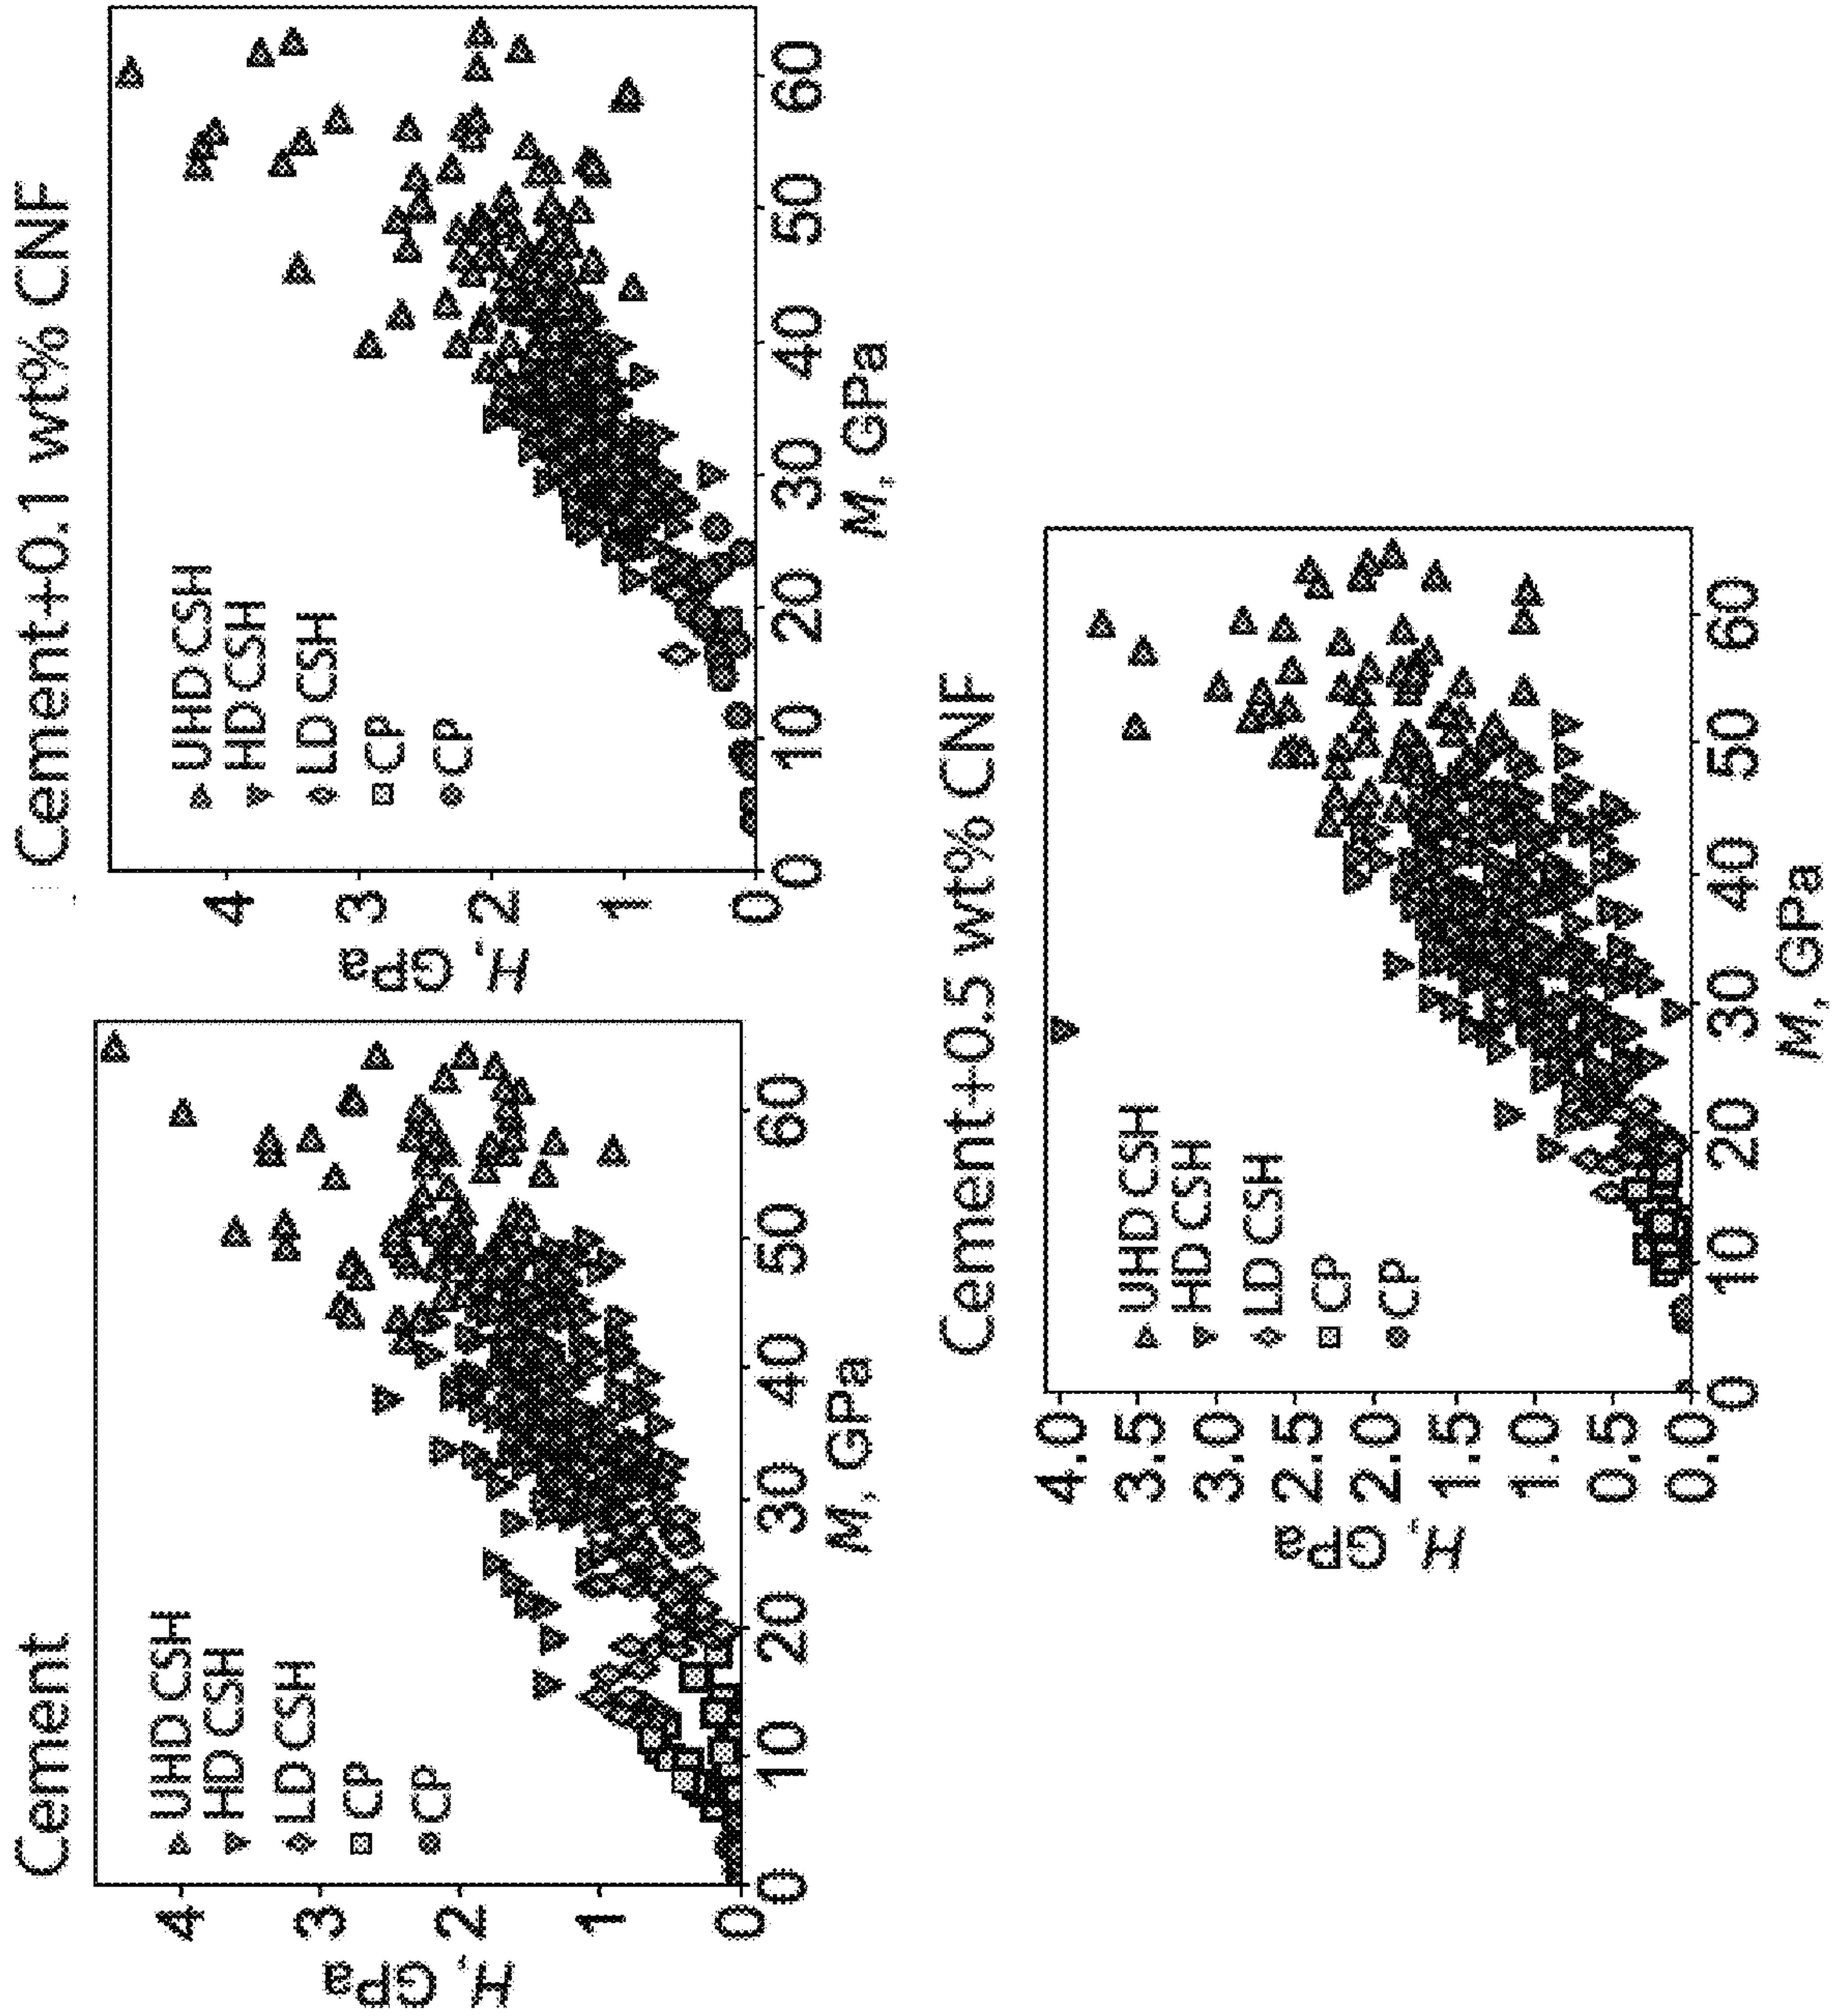 Cement
UHD CSH
HD CSH
LD CSH
CP
CP
4
3
2
1
0
H, GPa
0
10
20
30
40
50
60
M, GPa
Cement+0.1 wt% CNF
UHD CSH
HD CSH
LD CSH
CP
CP
4
3
2
1
0
H, GPa
0
10
20
30
40
50
60
M, GPa
Cement+0.5 wt% CNF
UHD CSH
HD CSH
LD CSH
CP
CP
4.0
3.5
3.0
2.5
2.0
1.5
1.0
0.5
0.0
H, GPa
0
10
20
30
40
50
60
M, GPa